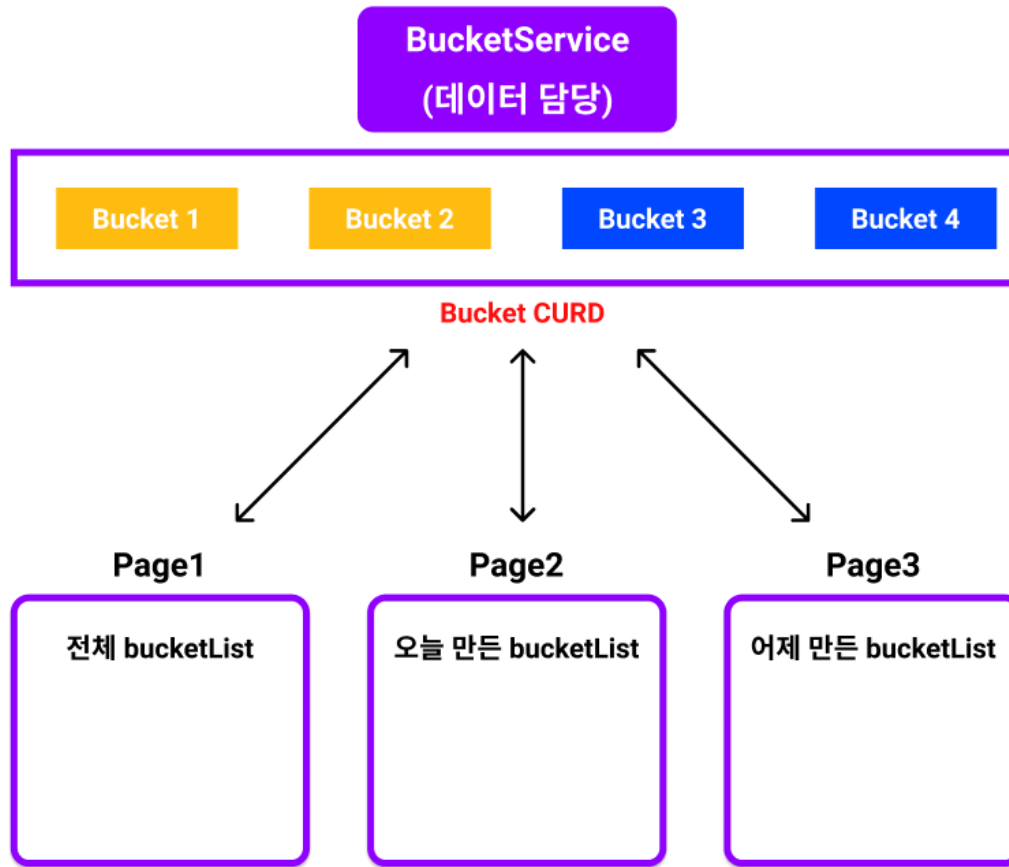 BucketService
(데이터 담당)
Bucket 1
Bucket 2
Bucket 3
Bucket 4
Bucket CURD
Page1
Page2
Page3
전체 bucketList
오늘 만든 bucketList
어제 만든 bucketList